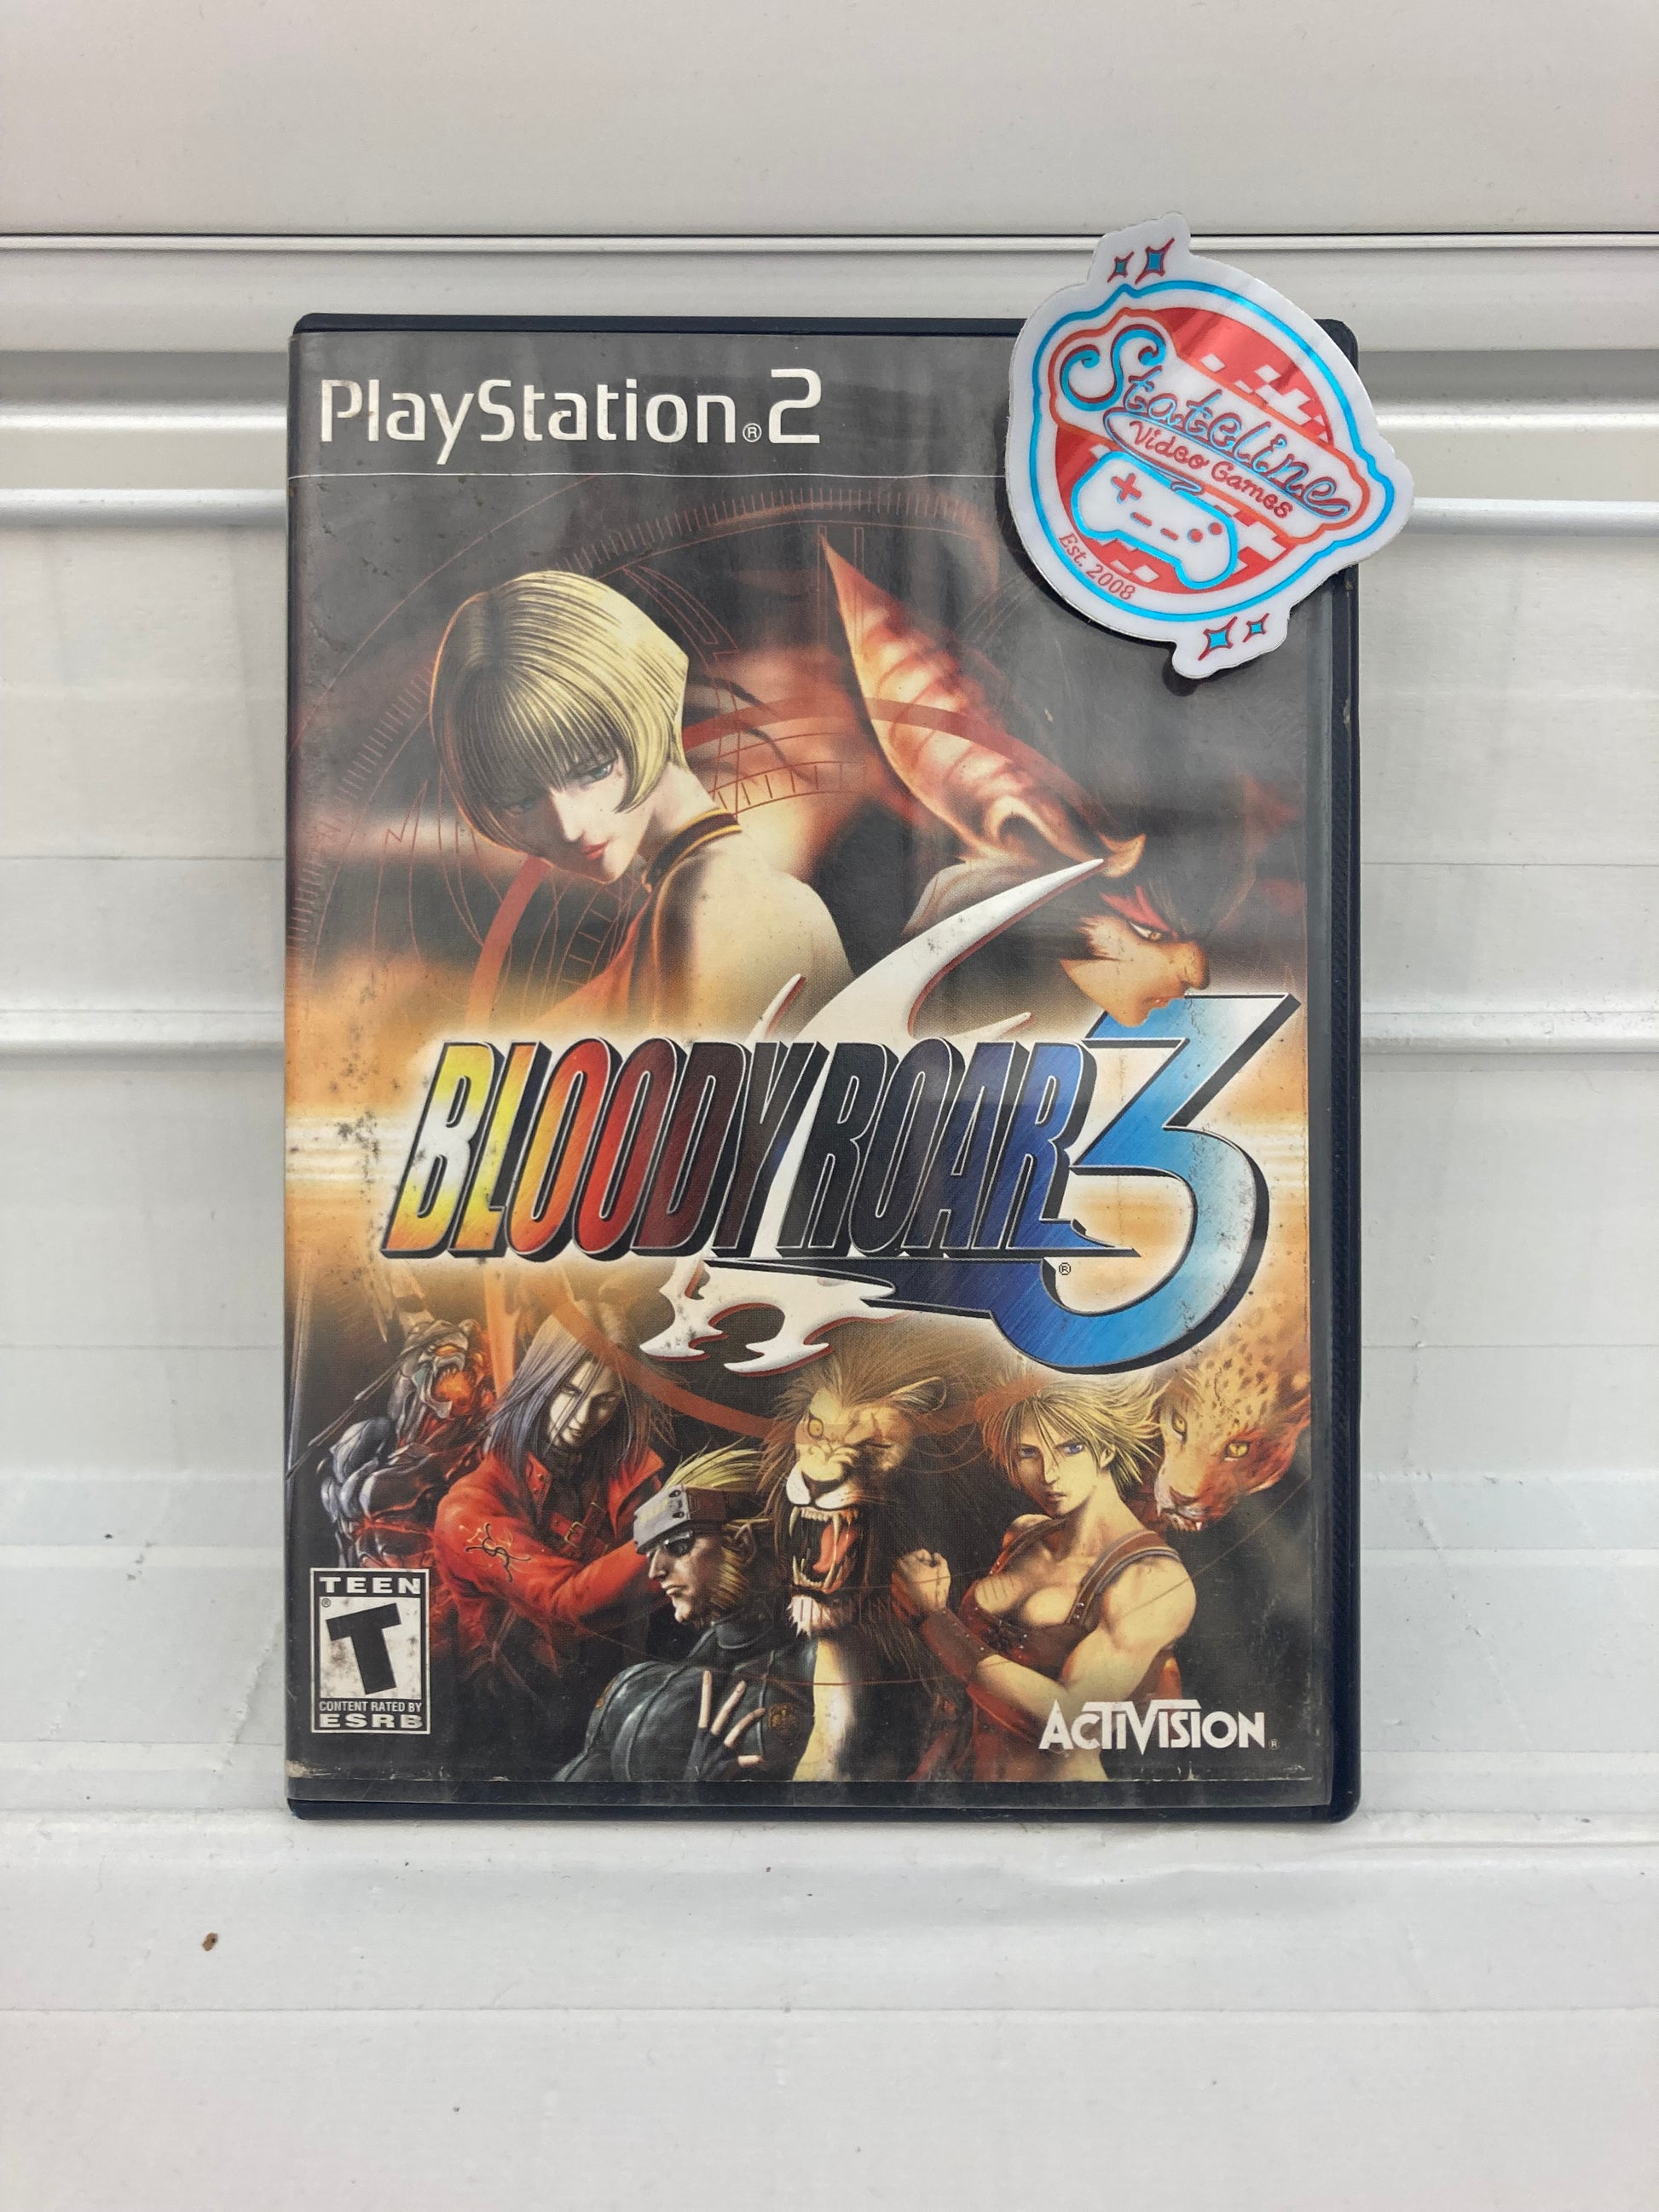 PlayStation®2
Stateline
Video Games
Est. 2008
BLOODY ROAR 3
®
TEEN
®
T
CONTENT RATED BY
ESRB
ACTIVISION®